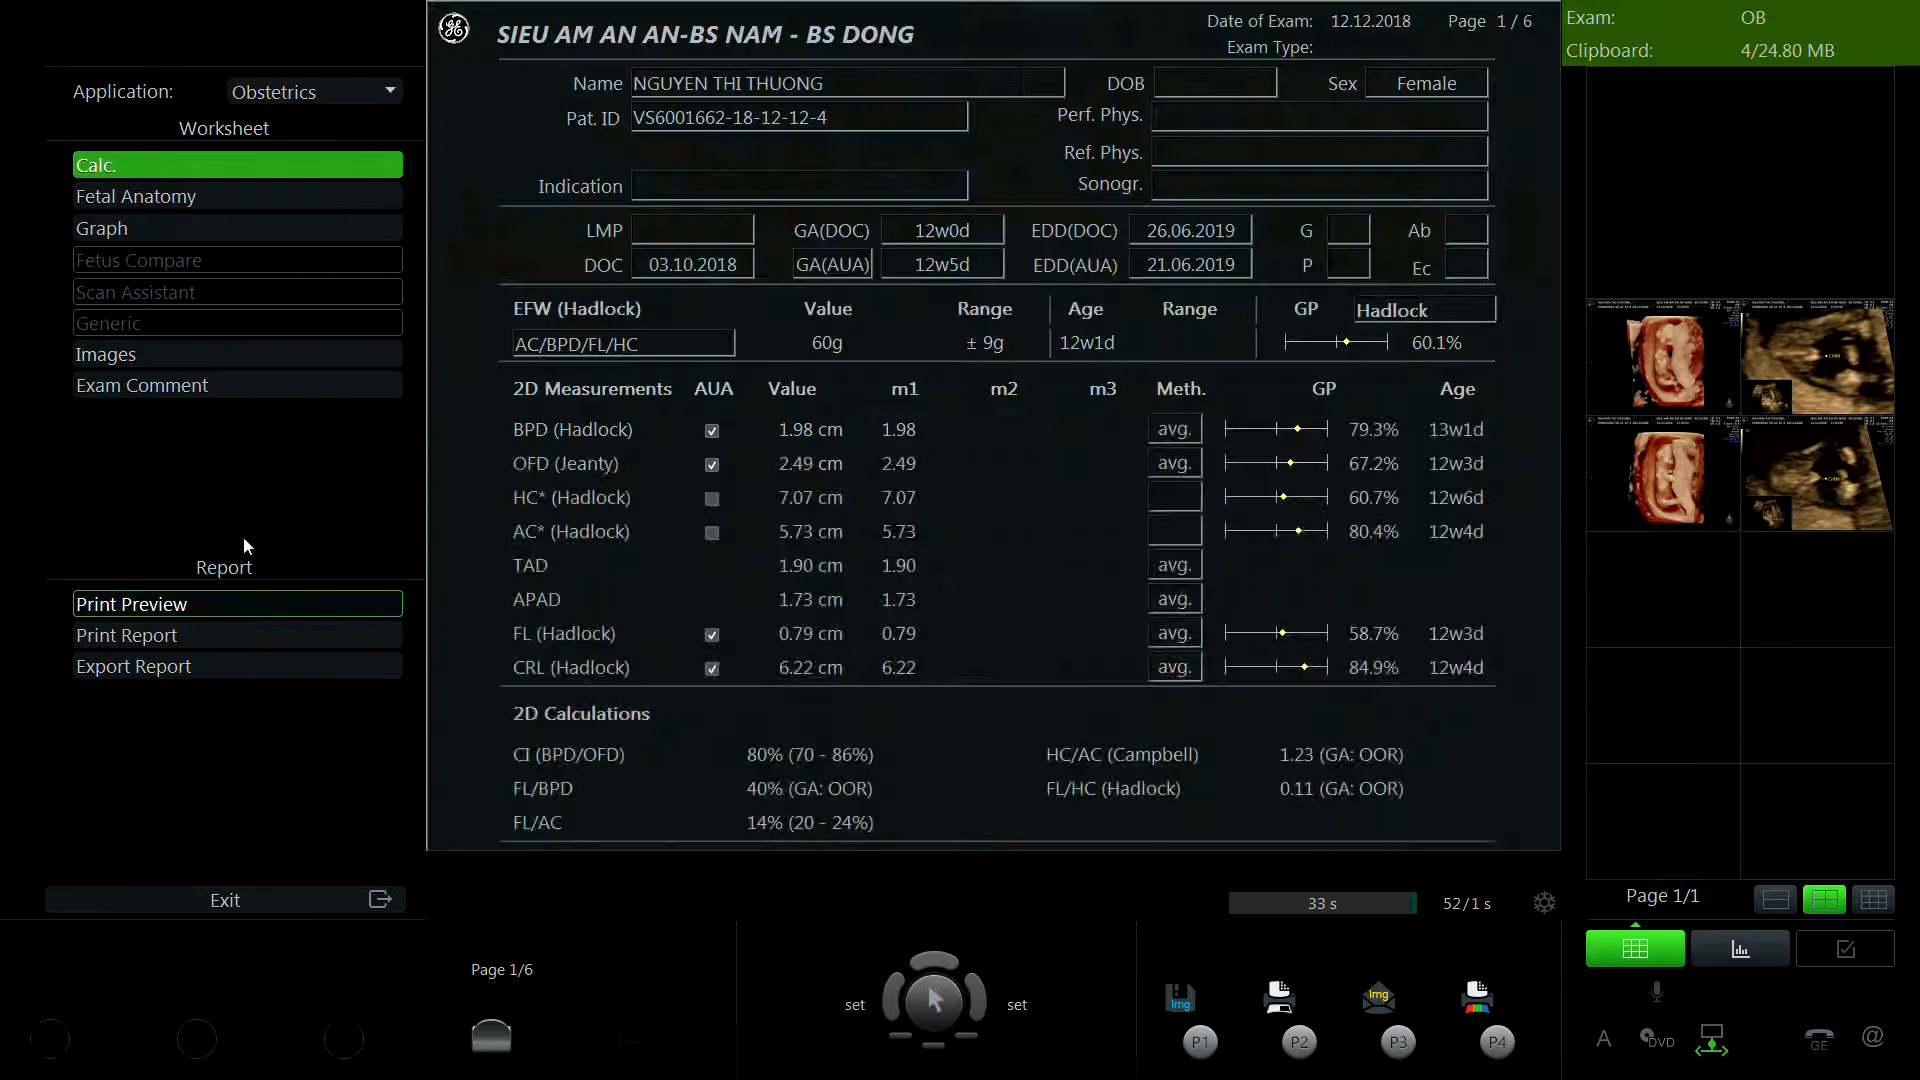 SIEU AM AN AN-BS NAM - BS DONG
Date of Exam: 12.12.2018 Page 1 / 6
Exam Type:
Exam: OB
Clipboard: 4/24.80 MB
Application: Obstetrics
Worksheet
Calc.
Fetal Anatomy
Graph
Fetus Compare
Scan Assistant
Generic
Images
Exam Comment
Report
Print Preview
Print Report
Export Report
Exit
Name NGUYEN THI THUONG DOB Sex Female
Pat. ID VS6001662-18-12-12-4 Perf. Phys.
Ref. Phys.
Indication Sonogr.
LMP GA(DOC) 12w0d EDD(DOC) 26.06.2019 G Ab
DOC 03.10.2018 GA(AUA) 12w5d EDD(AUA) 21.06.2019 P Ec
EFW (Hadlock) Value Range Age Range GP Hadlock
AC/BPD/FL/HC 60g ± 9g 12w1d 60.1%
2D Measurements AUA Value m1 m2 m3 Meth. GP Age
BPD (Hadlock) 1.98 cm 1.98 avg. 79.3% 13w1d
OFD (Jeanty) 2.49 cm 2.49 avg. 67.2% 12w3d
HC* (Hadlock) 7.07 cm 7.07 60.7% 12w6d
AC* (Hadlock) 5.73 cm 5.73 80.4% 12w4d
TAD 1.90 cm 1.90 avg.
APAD 1.73 cm 1.73 avg.
FL (Hadlock) 0.79 cm 0.79 avg. 58.7% 12w3d
CRL (Hadlock) 6.22 cm 6.22 avg. 84.9% 12w4d
2D Calculations
CI (BPD/OFD) 80% (70 - 86%) HC/AC (Campbell) 1.23 (GA: OOR)
FL/BPD 40% (GA: OOR) FL/HC (Hadlock) 0.11 (GA: OOR)
FL/AC 14% (20 - 24%)
33 s 52/1 s
Page 1/1
Page 1/6
set set
Img Img
P1 P2 P3 P4
A DVD GE @